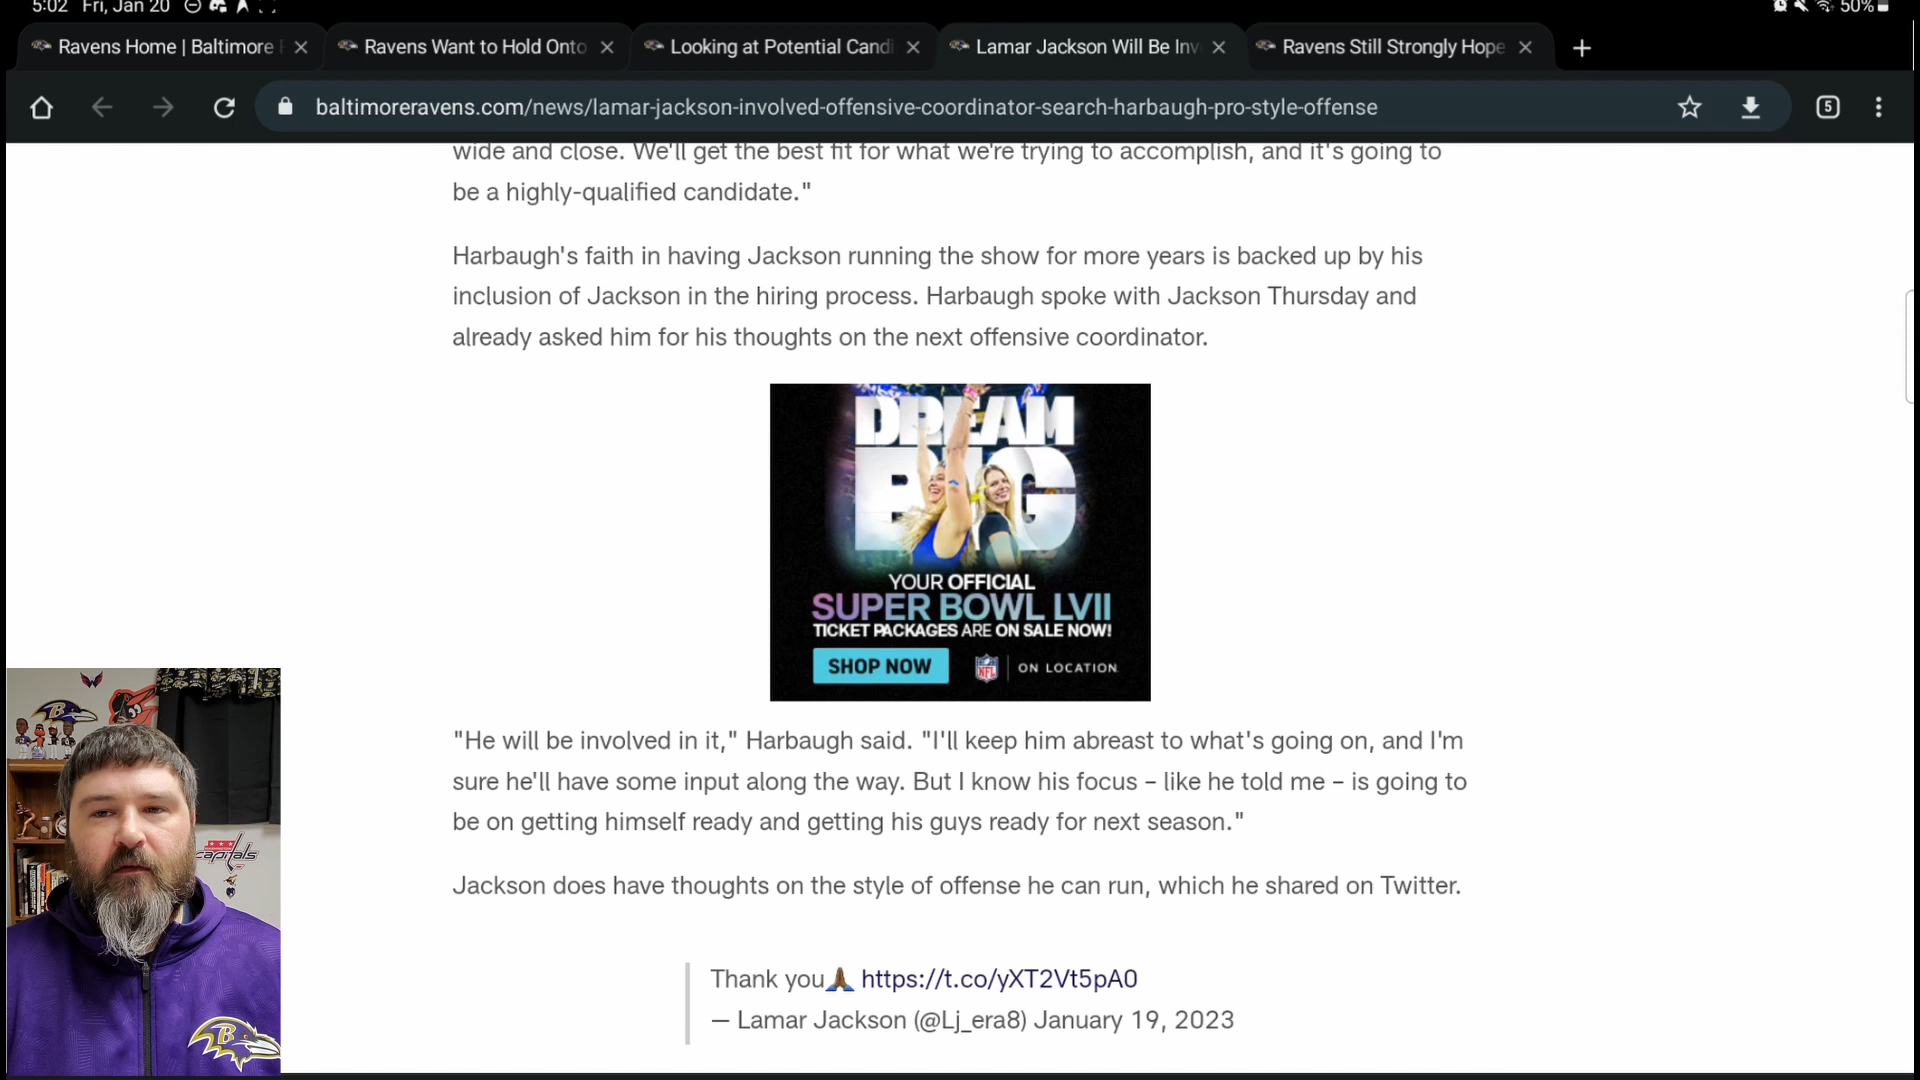 5:02 Fri, Jan 20
50%
Ravens Home | Baltimore
Ravens Want to Hold Onto
Looking at Potential Candi
Lamar Jackson Will Be Inv
Ravens Still Strongly Hope
baltimoreravens.com/news/lamar-jackson-involved-offensive-coordinator-search-harbaugh-pro-style-offense
5
wide and close. We'll get the best fit for what we're trying to accomplish, and it's going to
be a highly-qualified candidate."
Harbaugh's faith in having Jackson running the show for more years is backed up by his
inclusion of Jackson in the hiring process. Harbaugh spoke with Jackson Thursday and
already asked him for his thoughts on the next offensive coordinator.
DREAM
BIG
YOUR OFFICIAL
SUPER BOWL LVII
TICKET PACKAGES ARE ON SALE NOW!
SHOP NOW
NFL
ON LOCATION
"He will be involved in it," Harbaugh said. "I'll keep him abreast to what's going on, and I'm
sure he'll have some input along the way. But I know his focus – like he told me – is going to
be on getting himself ready and getting his guys ready for next season."
Jackson does have thoughts on the style of offense he can run, which he shared on Twitter.
Thank you🙏🏾 https://t.co/yXT2Vt5pA0
— Lamar Jackson (@Lj_era8) January 19, 2023
capitals
B